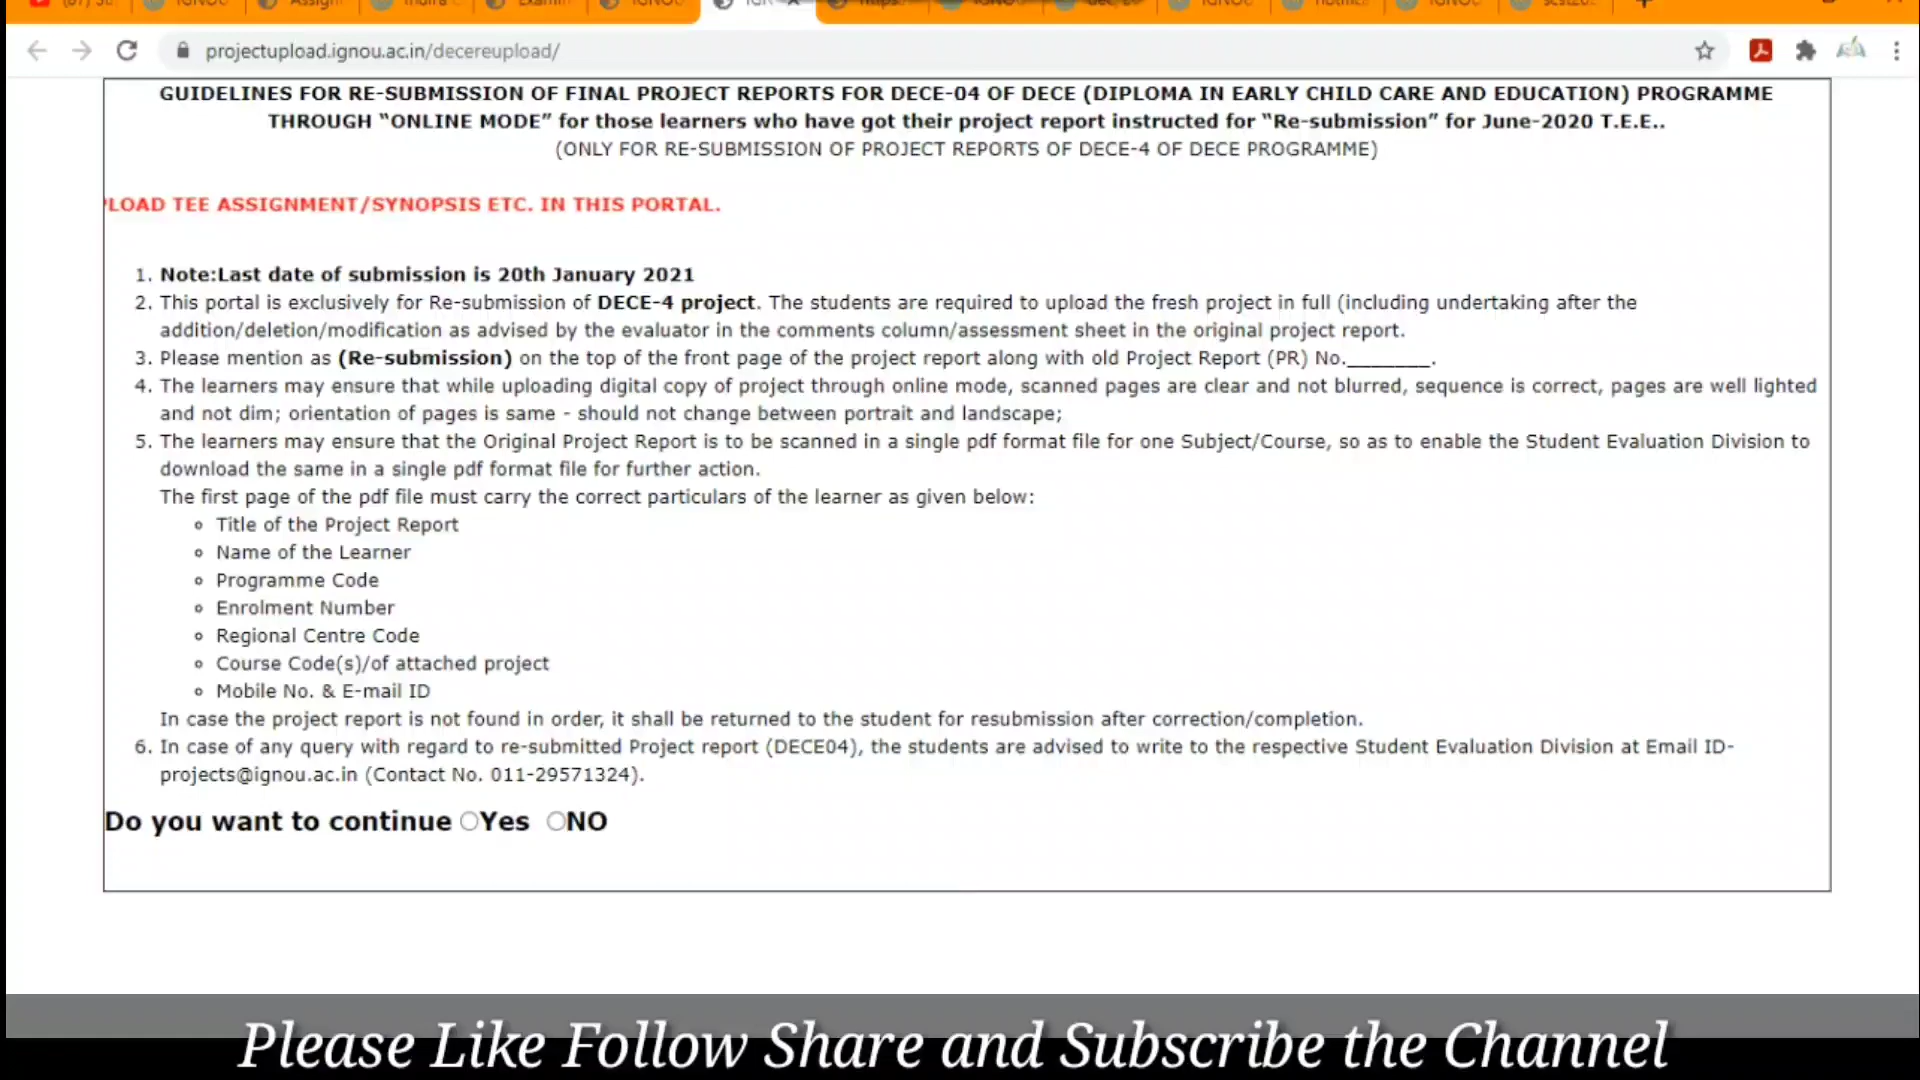 projectupload.ignou.ac.in/decereupload/
GUIDELINES FOR RE-SUBMISSION OF FINAL PROJECT REPORTS FOR DECE-04 OF DECE (DIPLOMA IN EARLY CHILD CARE AND EDUCATION) PROGRAMME
THROUGH “ONLINE MODE” for those learners who have got their project report instructed for “Re-submission” for June-2020 T.E.E..
(ONLY FOR RE-SUBMISSION OF PROJECT REPORTS OF DECE-4 OF DECE PROGRAMME)
LOAD TEE ASSIGNMENT/SYNOPSIS ETC. IN THIS PORTAL.
1. Note:Last date of submission is 20th January 2021
2. This portal is exclusively for Re-submission of DECE-4 project. The students are required to upload the fresh project in full (including undertaking after the
addition/deletion/modification as advised by the evaluator in the comments column/assessment sheet in the original project report.
3. Please mention as (Re-submission) on the top of the front page of the project report along with old Project Report (PR) No._______.
4. The learners may ensure that while uploading digital copy of project through online mode, scanned pages are clear and not blurred, sequence is correct, pages are well lighted
and not dim; orientation of pages is same - should not change between portrait and landscape;
5. The learners may ensure that the Original Project Report is to be scanned in a single pdf format file for one Subject/Course, so as to enable the Student Evaluation Division to
download the same in a single pdf format file for further action.
The first page of the pdf file must carry the correct particulars of the learner as given below:
Title of the Project Report
Name of the Learner
Programme Code
Enrolment Number
Regional Centre Code
Course Code(s)/of attached project
Mobile No. & E-mail ID
In case the project report is not found in order, it shall be returned to the student for resubmission after correction/completion.
6. In case of any query with regard to re-submitted Project report (DECE04), the students are advised to write to the respective Student Evaluation Division at Email ID-
projects@ignou.ac.in (Contact No. 011-29571324).
Do you want to continue Yes NO
Please Like Follow Share and Subscribe the Channel